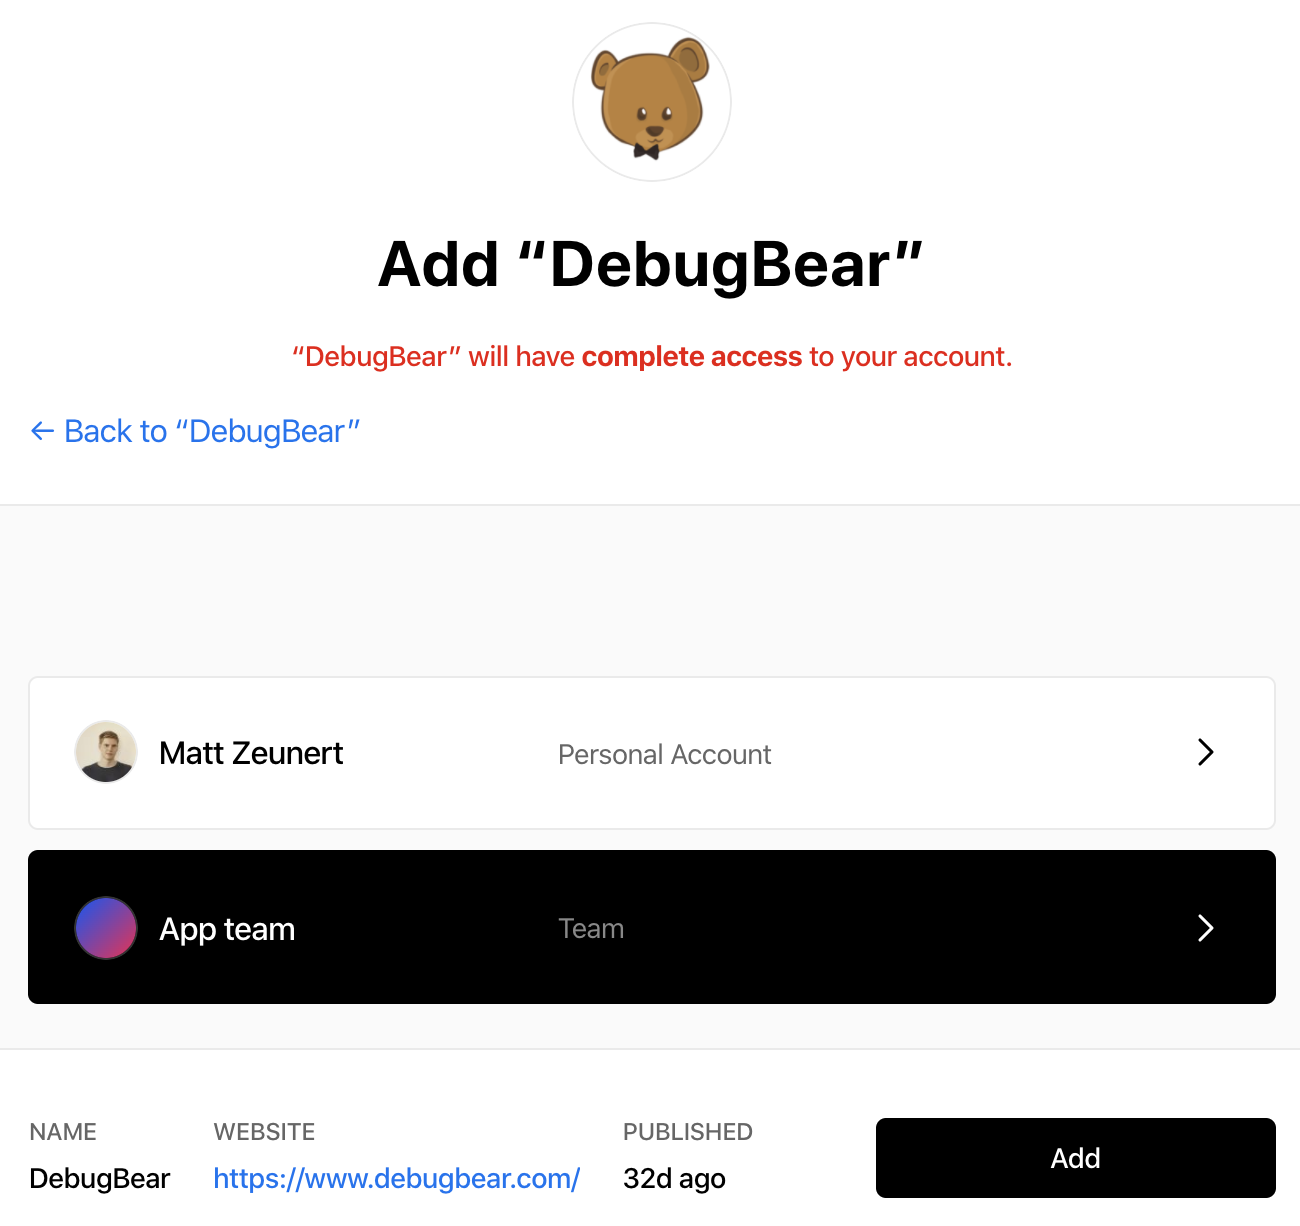 Add “DebugBear”
“DebugBear” will have complete access to your account.
← Back to “DebugBear”
Matt Zeunert Personal Account
App team Team
NAME WEBSITE PUBLISHED
DebugBear https://www.debugbear.com/ 32d ago
Add